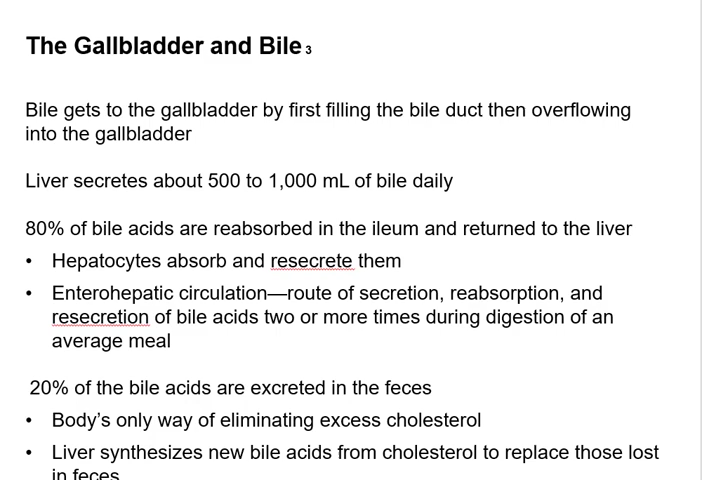 The Gallbladder and Bile 3
Bile gets to the gallbladder by first filling the bile duct then overflowing
into the gallbladder
Liver secretes about 500 to 1,000 mL of bile daily
80% of bile acids are reabsorbed in the ileum and returned to the liver
• Hepatocytes absorb and resecrete them
• Enterohepatic circulation—route of secretion, reabsorption, and
resecretion of bile acids two or more times during digestion of an
average meal
20% of the bile acids are excreted in the feces
• Body’s only way of eliminating excess cholesterol
• Liver synthesizes new bile acids from cholesterol to replace those lost
in feces